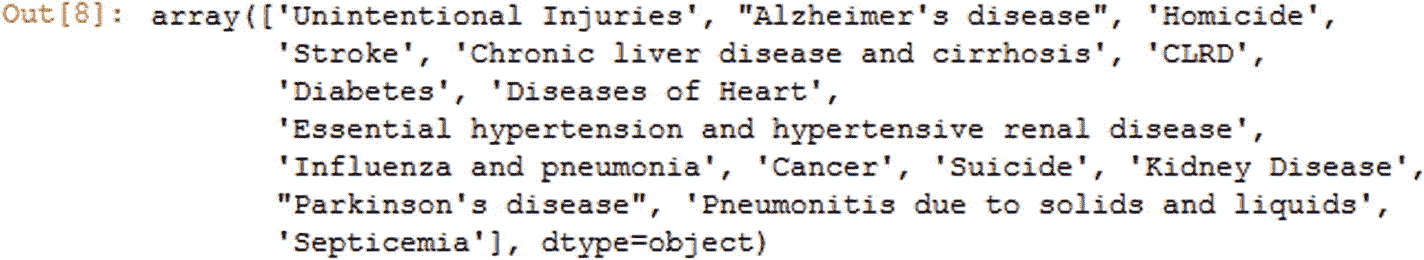 Out[8]: array(['Unintentional Injuries', "Alzheimer's disease", 'Homicide',
'Stroke', 'Chronic liver disease and cirrhosis', 'CLRD',
'Diabetes', 'Diseases of Heart',
'Essential hypertension and hypertensive renal disease',
'Influenza and pneumonia', 'Cancer', 'Suicide', 'Kidney Disease',
"Parkinson's disease", 'Pneumonitis due to solids and liquids',
'Septicemia'], dtype=object)